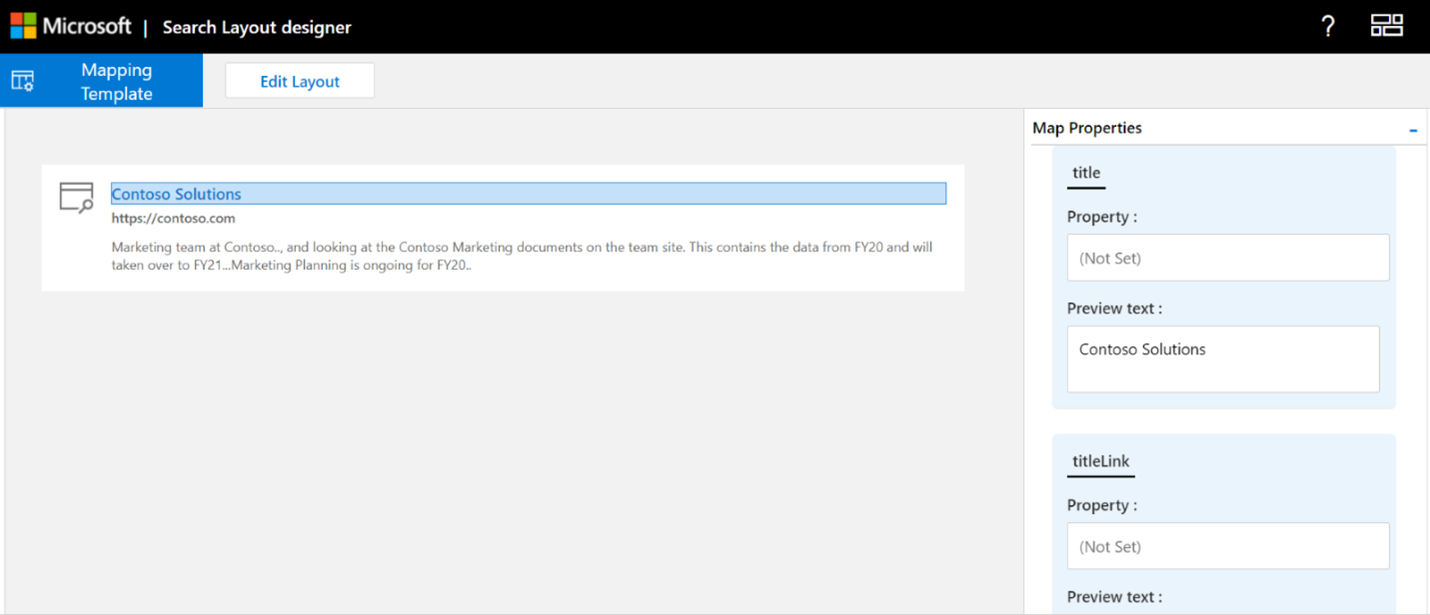 Microsoft | Search Layout designer ?
Mapping
Template
Edit Layout
Contoso Solutions
https://contoso.com
Marketing team at Contoso.., and looking at the Contoso Marketing documents on the team site. This contains the data from FY20 and will
taken over to FY21...Marketing Planning is ongoing for FY20..
Map Properties
title
Property :
(Not Set)
Preview text :
Contoso Solutions
titleLink
Property :
(Not Set)
Preview text :